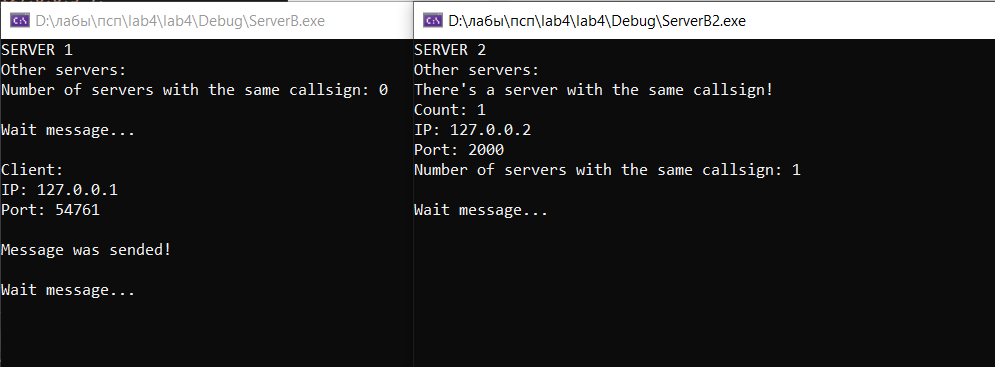 D:\лабы\псп\lab4\lab4\Debug\ServerB.exe
SERVER 1
Other servers:
Number of servers with the same callsign: 0
Wait message...
Client:
IP: 127.0.0.1
Port: 54761
Message was sended!
Wait message...
D:\лабы\псп\lab4\lab4\Debug\ServerB2.exe
SERVER 2
Other servers:
There's a server with the same callsign!
Count: 1
IP: 127.0.0.2
Port: 2000
Number of servers with the same callsign: 1
Wait message...